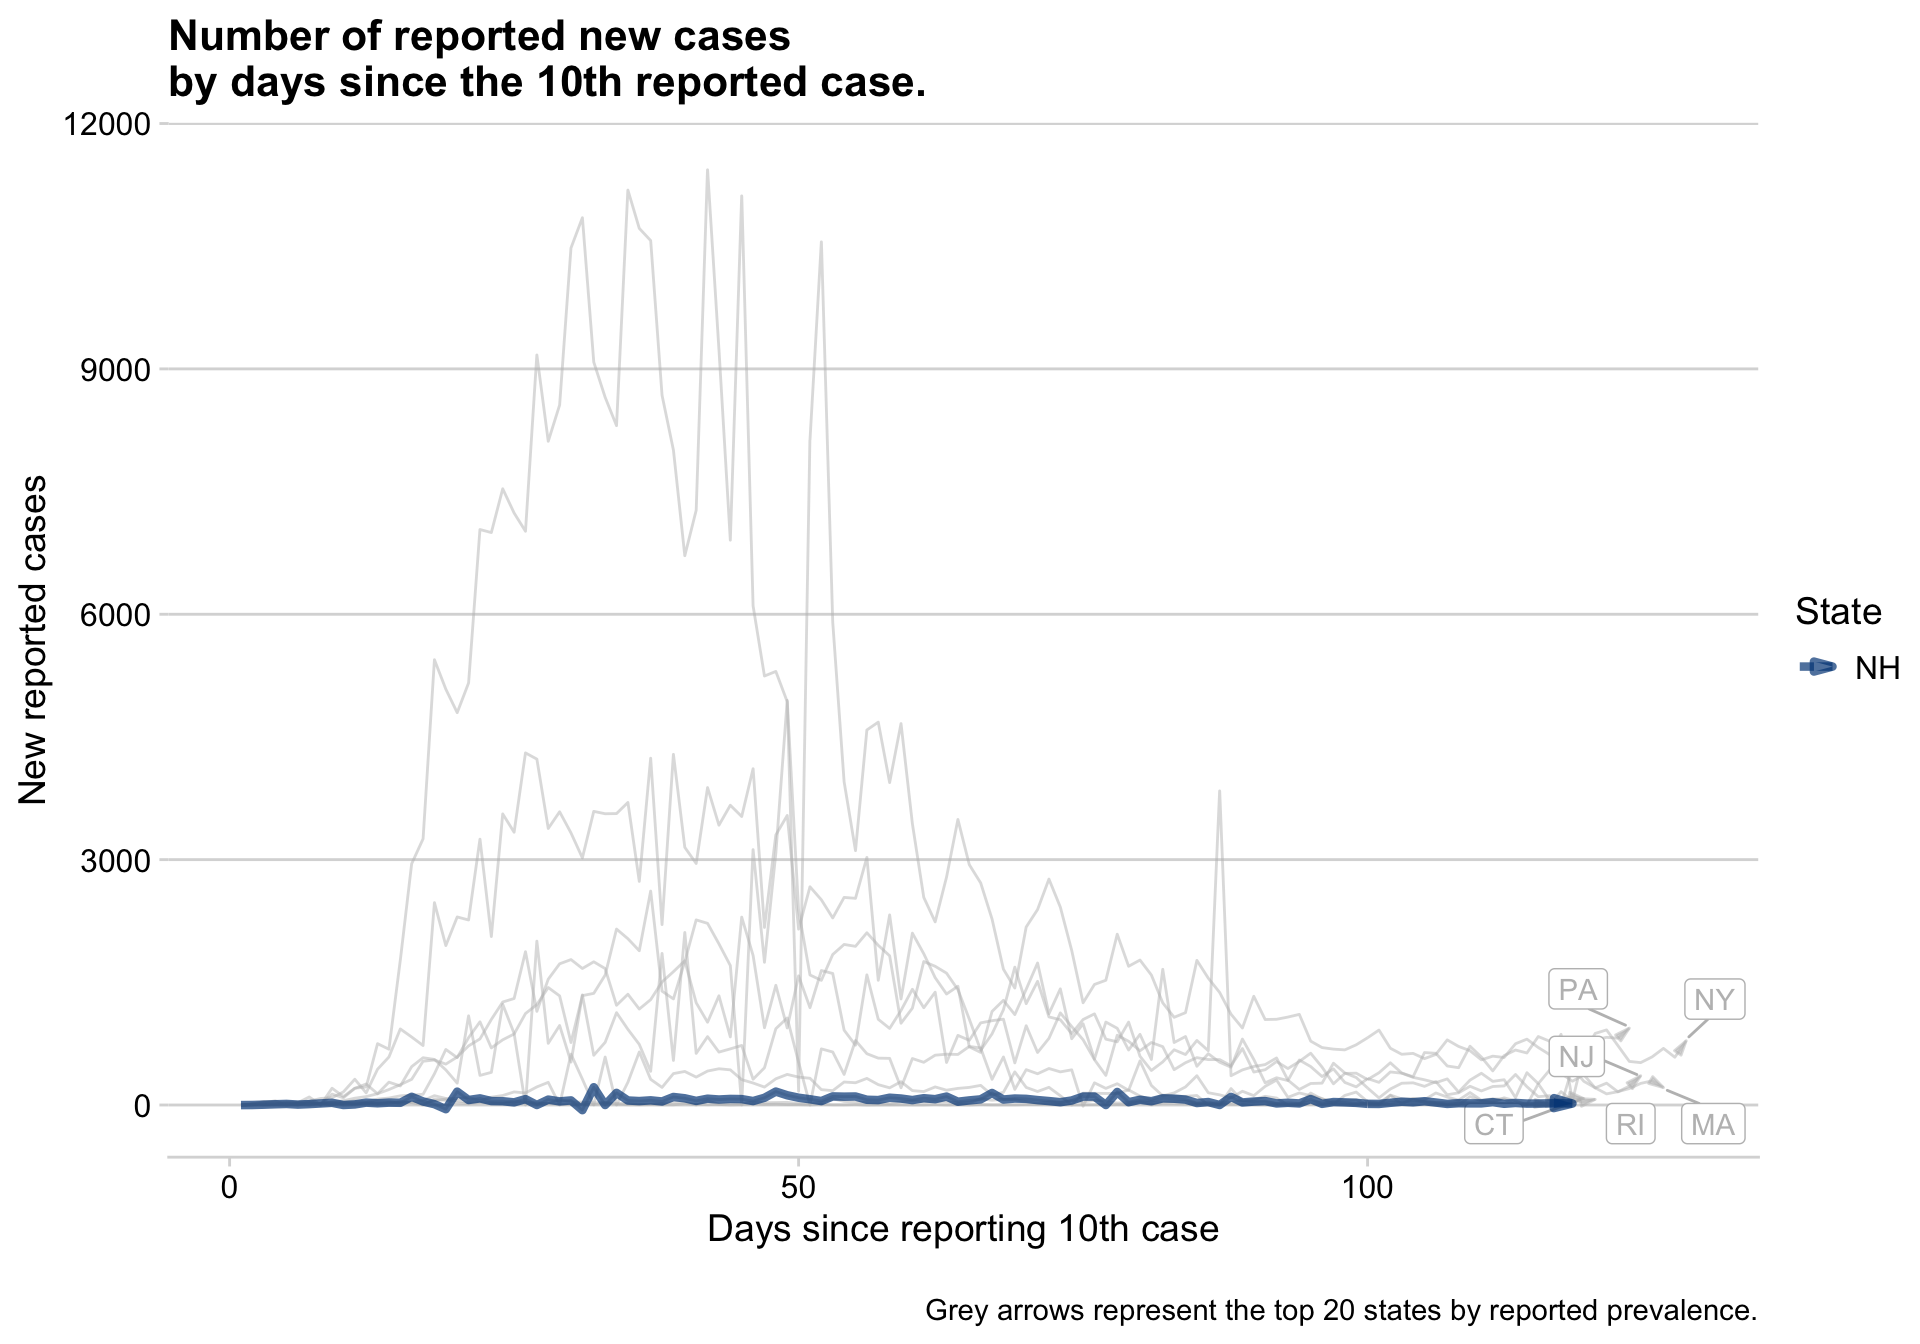 Number of reported new cases
by days since the 10th reported case.
12000
9000
6000
3000
0
New reported cases
PA
NY
NJ
CT
RI
MA
0
50
100
Days since reporting 10th case
State
NH
Grey arrows represent the top 20 states by reported prevalence.